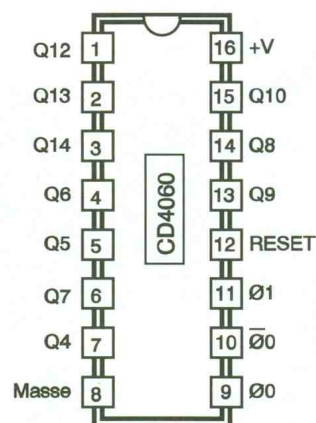 Q12 1 16 +V
Q13 2 15 Q10
Q14 3 14 Q8
Q6 4 13 Q9
CD4060
Q5 5 12 RESET
Q7 6 11 Ø1
Q4 7 10 Ø̅0
Masse 8 9 Ø0